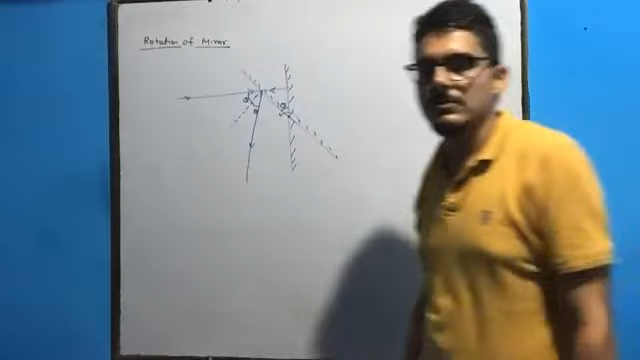 Rotation of Mirror
θ
θ
θ